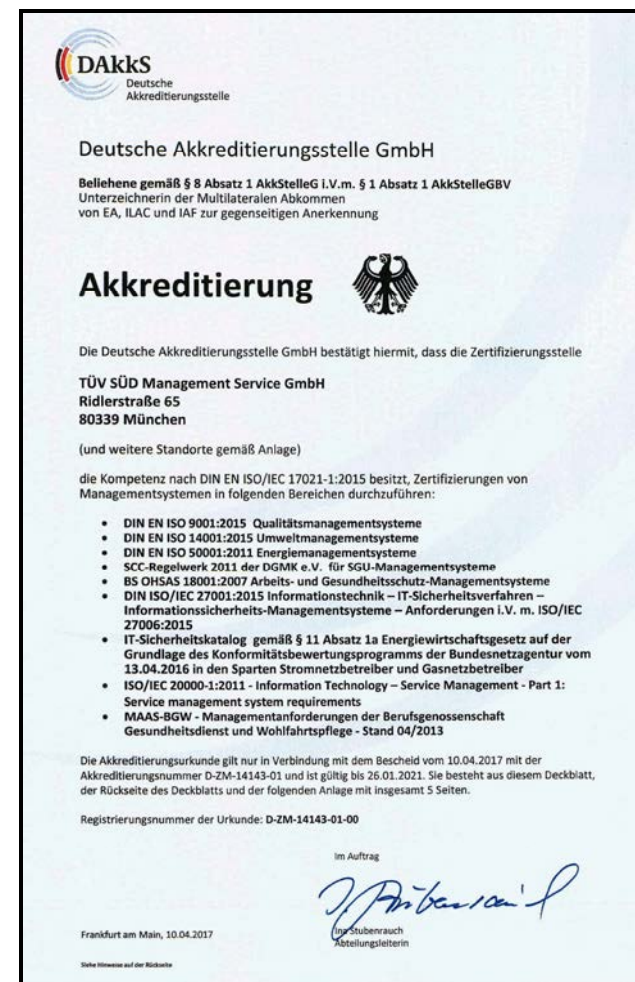 DAkkS
Deutsche
Akkreditierungsstelle
Deutsche Akkreditierungsstelle GmbH
Beliehene gemäß § 8 Absatz 1 AkkStelleG i.V.m. § 1 Absatz 1 AkkStelleGBV
Unterzeichnerin der Multilateralen Abkommen
von EA, ILAC und IAF zur gegenseitigen Anerkennung
Akkreditierung
Die Deutsche Akkreditierungsstelle GmbH bestätigt hiermit, dass die Zertifizierungsstelle
TÜV SÜD Management Service GmbH
Ridlerstraße 65
80339 München
(und weitere Standorte gemäß Anlage)
die Kompetenz nach DIN EN ISO/IEC 17021-1:2015 besitzt, Zertifizierungen von
Managementsystemen in folgenden Bereichen durchzuführen:
• DIN EN ISO 9001:2015 Qualitätsmanagementsysteme
• DIN EN ISO 14001:2015 Umweltmanagementsysteme
• DIN EN ISO 50001:2011 Energiemanagementsysteme
• SCC-Regelwerk 2011 der DGMK e.V. für SGU-Managementsysteme
• BS OHSAS 18001:2007 Arbeits- und Gesundheitsschutz-Managementsysteme
• DIN ISO/IEC 27001:2015 Informationstechnik – IT-Sicherheitsverfahren –
Informationssicherheits-Managementsysteme – Anforderungen i.V. m. ISO/IEC
27006:2015
• IT-Sicherheitskatalog gemäß § 11 Absatz 1a Energiewirtschaftsgesetz auf der
Grundlage des Konformitätsbewertungsprogramms der Bundesnetzagentur vom
13.04.2016 in den Sparten Stromnetzbetreiber und Gasnetzbetreiber
• ISO/IEC 20000-1:2011 - Information Technology – Service Management - Part 1:
Service management system requirements
• MAAS-BGW - Managementanforderungen der Berufsgenossenschaft
Gesundheitsdienst und Wohlfahrtspflege - Stand 04/2013
Die Akkreditierungsurkunde gilt nur in Verbindung mit dem Bescheid vom 10.04.2017 mit der
Akkreditierungsnummer D-ZM-14143-01 und ist gültig bis 26.01.2021. Sie besteht aus diesem Deckblatt,
der Rückseite des Deckblatts und der folgenden Anlage mit insgesamt 5 Seiten.
Registrierungsnummer der Urkunde: D-ZM-14143-01-00
Im Auftrag
Frankfurt am Main, 10.04.2017
Stubenrauch
Abteilungsleiterin
Siehe Hinweise auf der Rückseite